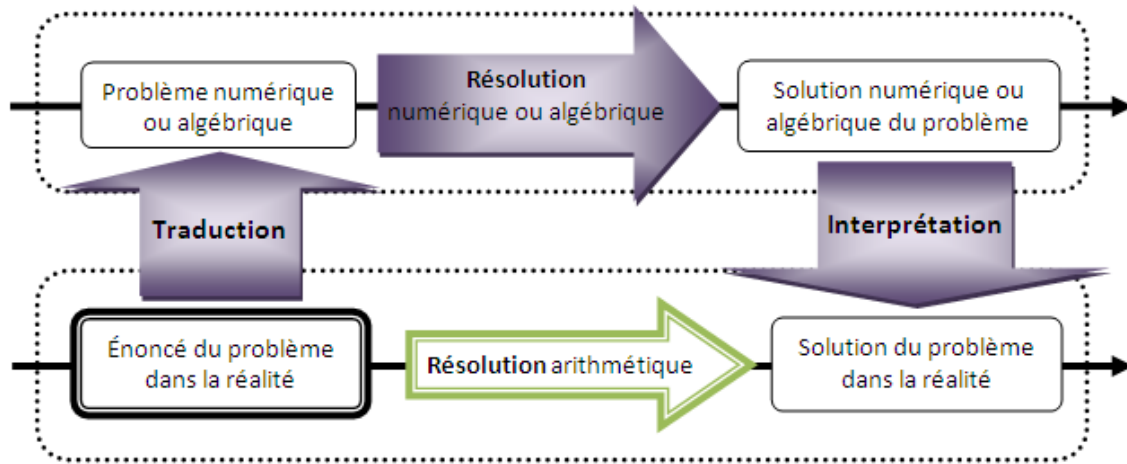 Problème numérique
ou algébrique
Résolution
numérique ou algébrique
Solution numérique ou
algébrique du problème
Traduction
Interprétation
Énoncé du problème
dans la réalité
Résolution arithmétique
Solution du problème
dans la réalité